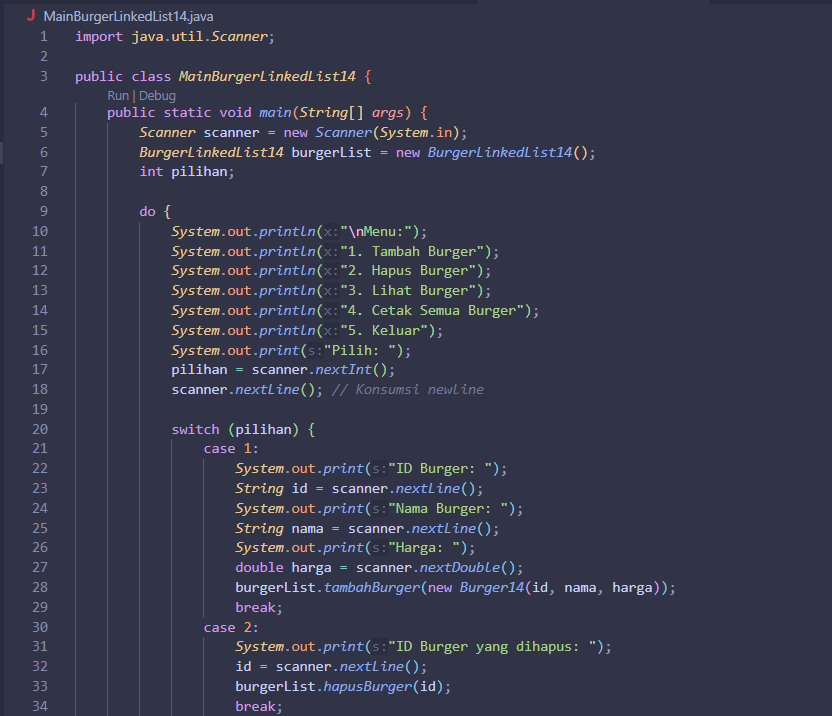 J MainBurgerLinkedList14.java
1 import java.util.Scanner;
2
3 public class MainBurgerLinkedList14 {
Run | Debug
4 public static void main(String[] args) {
5 Scanner scanner = new Scanner(System.in);
6 BurgerLinkedList14 burgerList = new BurgerLinkedList14();
7 int pilihan;
8
9 do {
10 System.out.println(x:"\nMenu:");
11 System.out.println(x:"1. Tambah Burger");
12 System.out.println(x:"2. Hapus Burger");
13 System.out.println(x:"3. Lihat Burger");
14 System.out.println(x:"4. Cetak Semua Burger");
15 System.out.println(x:"5. Keluar");
16 System.out.print(s:"Pilih: ");
17 pilihan = scanner.nextInt();
18 scanner.nextLine(); // Konsumsi newline
19
20 switch (pilihan) {
21 case 1:
22 System.out.print(s:"ID Burger: ");
23 String id = scanner.nextLine();
24 System.out.print(s:"Nama Burger: ");
25 String nama = scanner.nextLine();
26 System.out.print(s:"Harga: ");
27 double harga = scanner.nextDouble();
28 burgerList.tambahBurger(new Burger14(id, nama, harga));
29 break;
30 case 2:
31 System.out.print(s:"ID Burger yang dihapus: ");
32 id = scanner.nextLine();
33 burgerList.hapusBurger(id);
34 break;